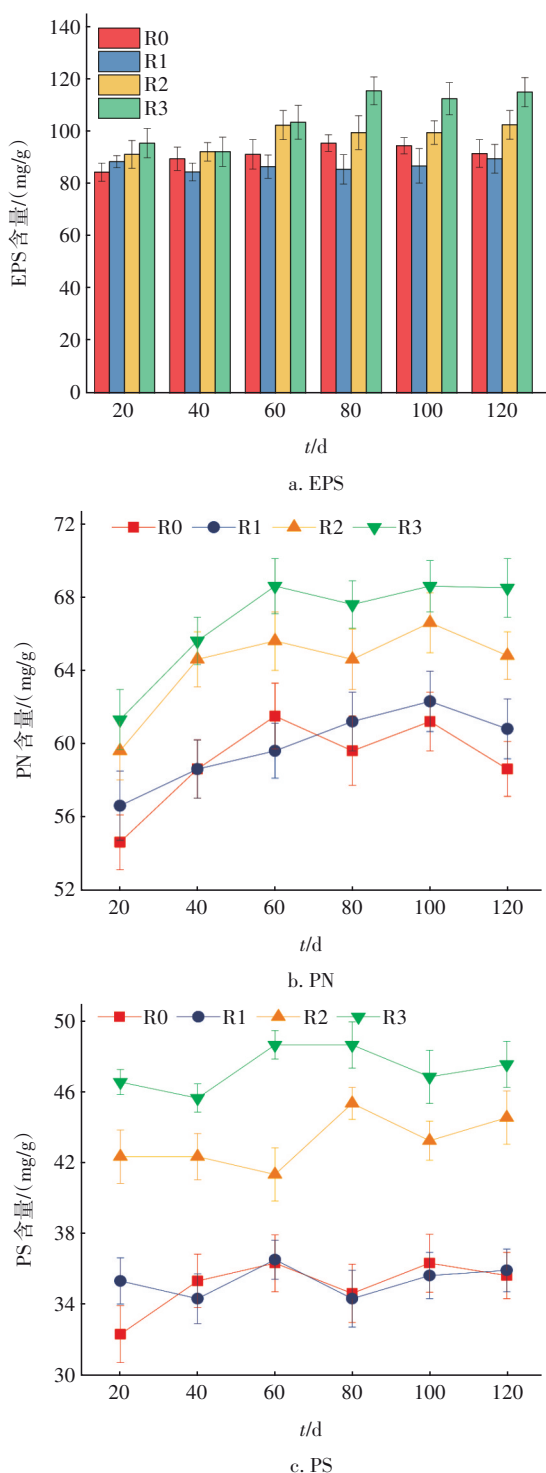 R0
R1
R2
R3
EPS含量/(mg/g)
140
120
100
80
60
40
20
0
20 40 60 80 100 120
t/d
a. EPS
R0 R1 R2 R3
PN含量/(mg/g)
72
68
64
60
56
52
20 40 60 80 100 120
t/d
b. PN
R0 R1 R2 R3
PS含量/(mg/g)
50
46
42
38
34
30
20 40 60 80 100 120
t/d
c. PS